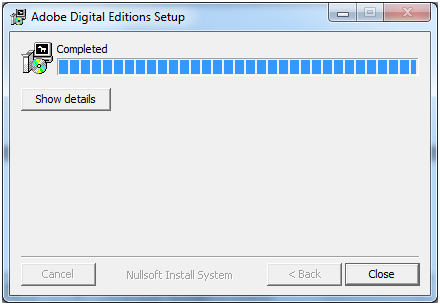 Adobe Digital Editions Setup
Completed
Show details
Cancel
Nullsoft Install System
< Back
Close